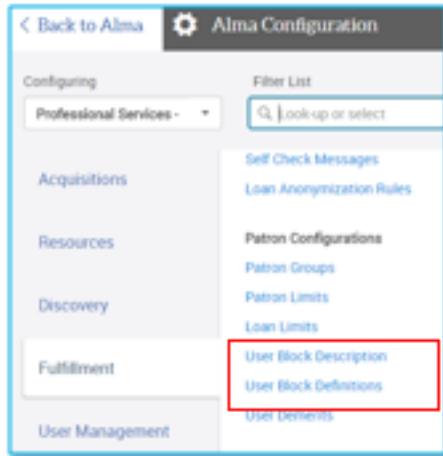 < Back to Alma
Alma Configuration
Configuring
Filter List
Professional Services -
Look-up or select
Self Check Messages
Loan Anonymization Rules
Acquisitions
Patron Configurations
Resources
Patron Groups
Patron Limits
Discovery
Loan Limits
User Block Description
Fulfillment
User Block Definitions
User Demerits
User Management